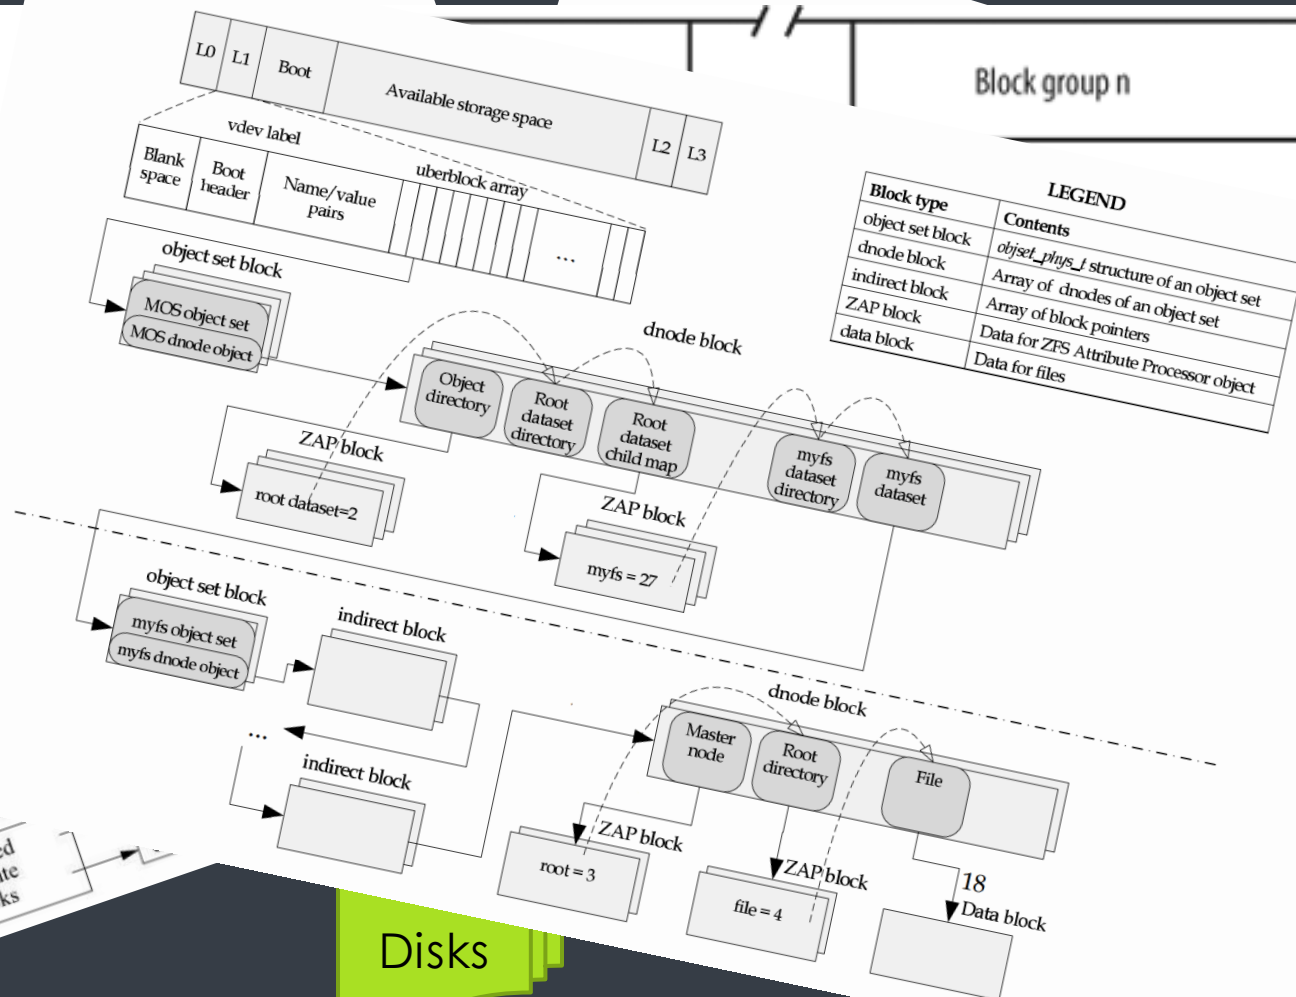 Block group n
L0
L1
Boot
Available storage space
L2
L3
vdev label
Blank
space
Boot
header
Name/value
pairs
uberblock array
...
LEGEND
Block type
Contents
object set block
objset_phys_t structure of an object set
dnode block
Array of dnodes of an object set
indirect block
Array of block pointers
ZAP block
Data for ZFS Attribute Processor object
data block
Data for files
object set block
MOS object set
MOS dnode object
dnode block
Object
directory
Root
dataset
directory
Root
dataset
child map
myfs
dataset
directory
myfs
dataset
ZAP block
root dataset=2
ZAP block
myfs = 27
object set block
myfs object set
myfs dnode object
indirect block
...
indirect block
dnode block
Master
node
Root
directory
File
ZAP block
root = 3
ZAP block
file = 4
18
Data block
ed
ite
ks
Disks